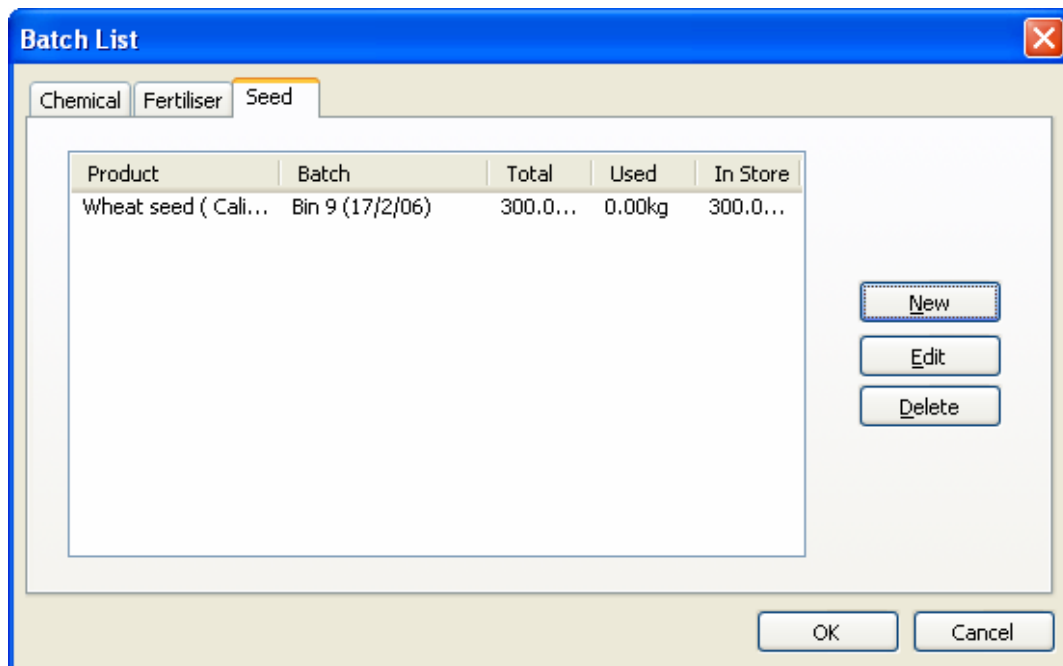 Batch List
Chemical Fertiliser Seed
Product Batch Total Used In Store
Wheat seed ( Cali... Bin 9 (17/2/06) 300.0... 0.00kg 300.0...
New
Edit
Delete
OK Cancel